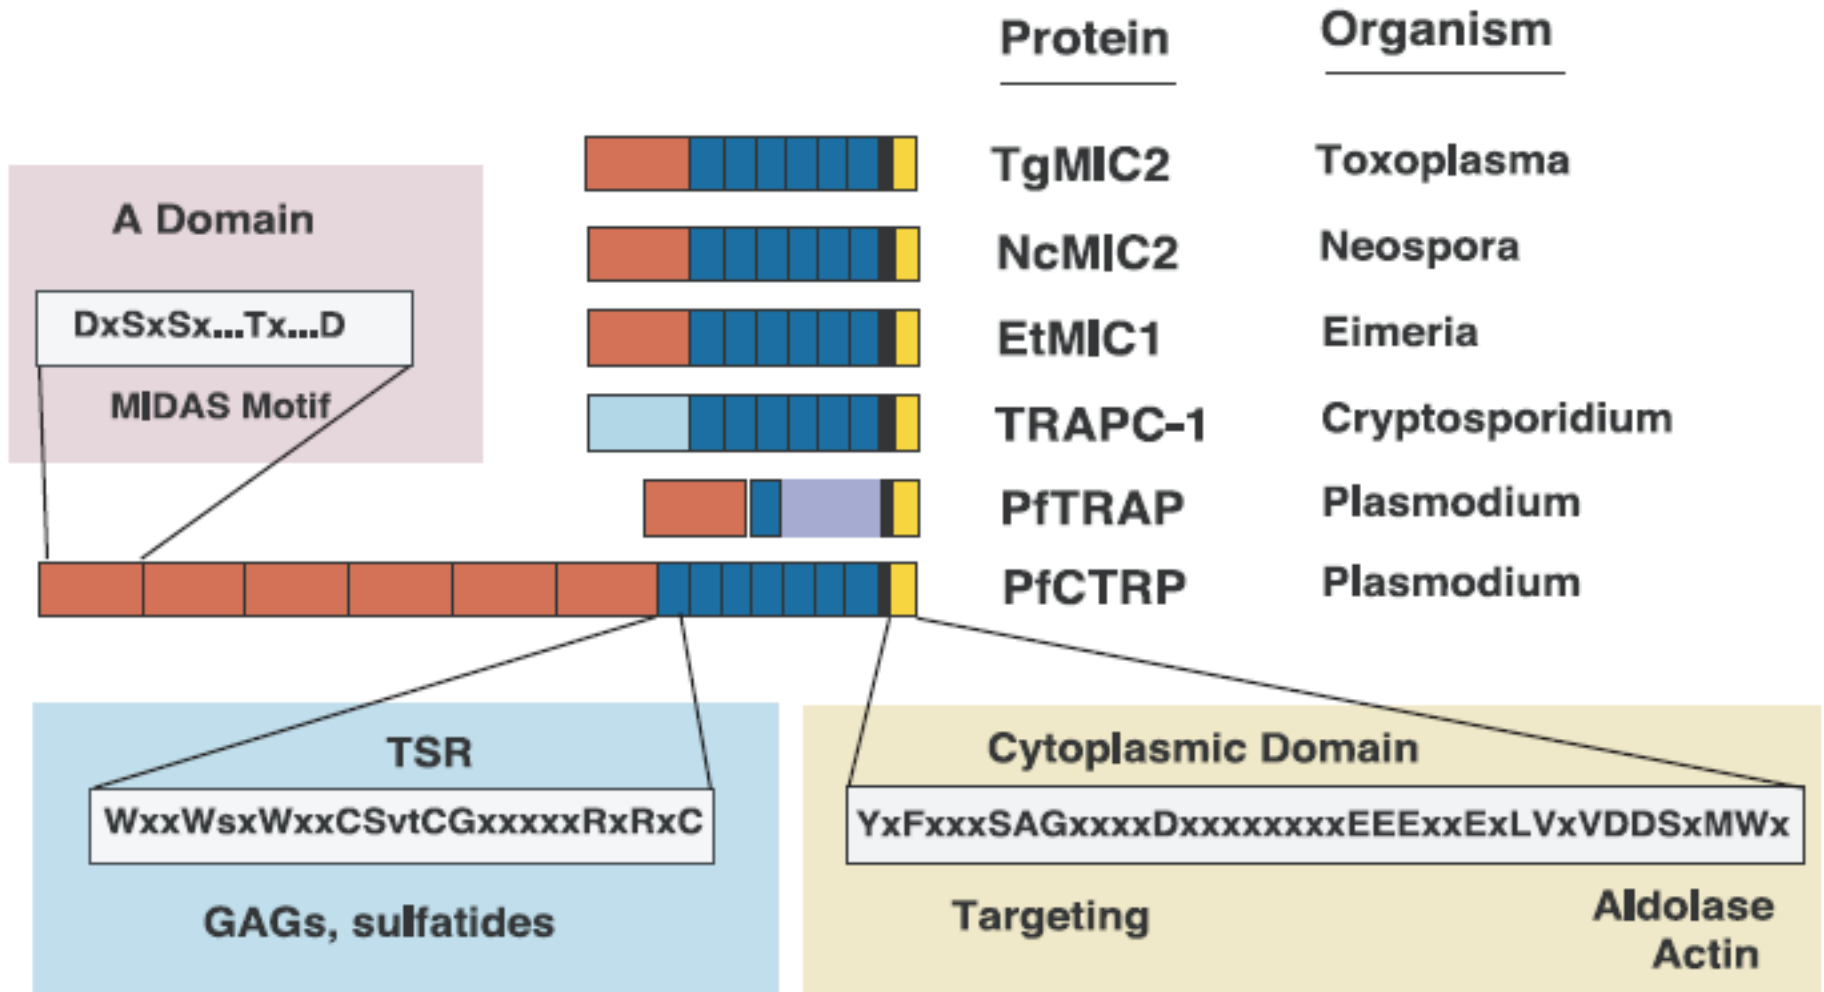 Protein Organism
TgMIC2 Toxoplasma
NcMIC2 Neospora
EtMIC1 Eimeria
TRAPC-1 Cryptosporidium
PfTRAP Plasmodium
PfCTRP Plasmodium
A Domain
DxSxSx...Tx...D
MIDAS Motif
TSR
WxxWsxWxxCSvtCGxxxxxRxRxC
GAGs, sulfatides
Cytoplasmic Domain
YxFxxxSAGxxxxDxxxxxxxxEEExxExLVxVDDSxMWx
Targeting
Aldolase
Actin